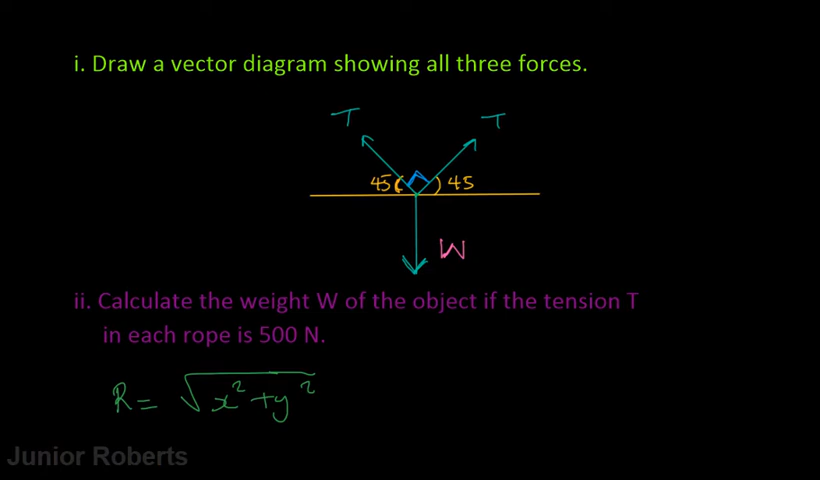 i. Draw a vector diagram showing all three forces.
T T
45 45
W
ii. Calculate the weight W of the object if the tension T
in each rope is 500 N.
R = √x² + y²
Junior Roberts